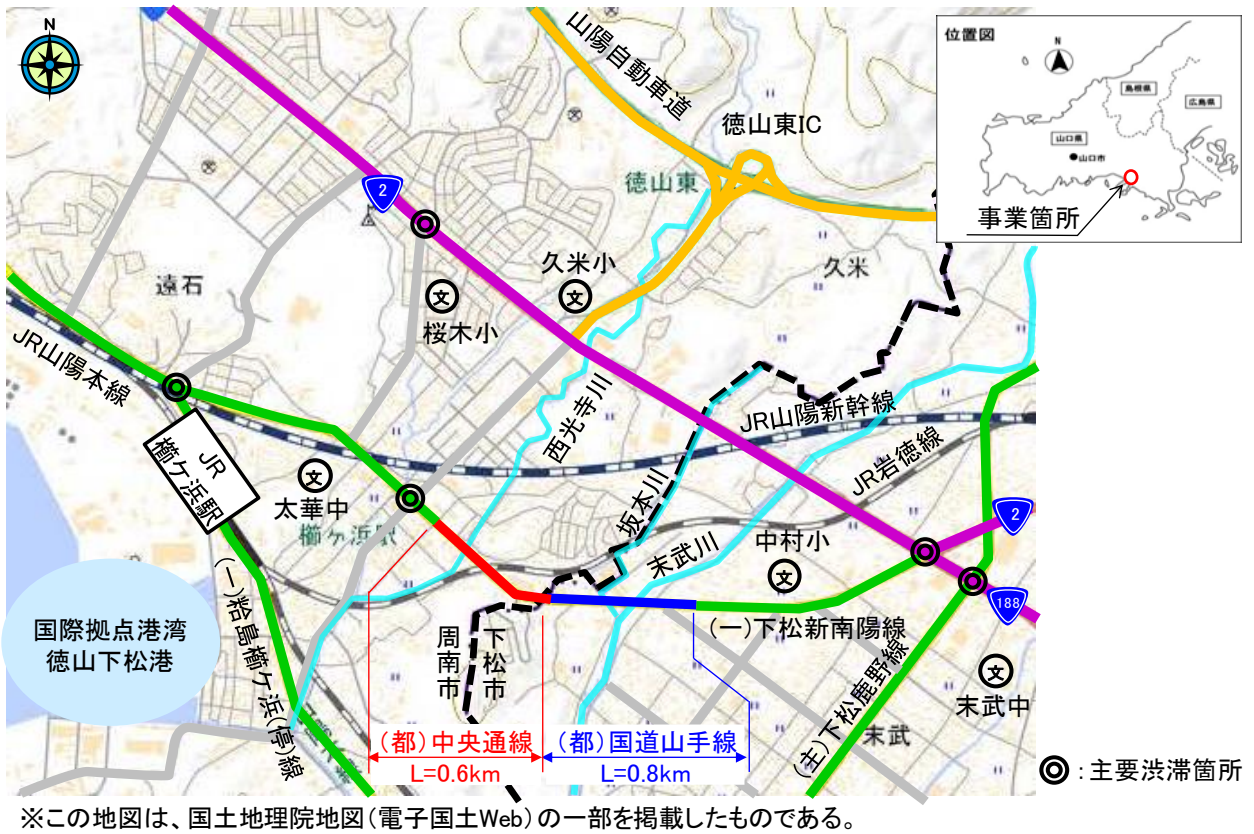 N
山陽自動車道
徳山東IC
徳山東
位置図
N
島根県
広島県
山口県
山口市
事業箇所
2
久米小
久米
遠石
桜木小
JR山陽本線
西光寺川
JR山陽新幹線
JR
櫛ケ浜駅
太華中
櫛ヶ浜駅
坂本川
JR岩徳線
末武川
中村小
2
188
国際拠点港湾
徳山下松港
(一)粭島櫛ケ浜(停)線
周南市
下松市
(一)下松新南陽線
(主)下松鹿野線
末武中
末武
(都)中央通線
L=0.6km
(都)国道山手線
L=0.8km
:主要渋滞箇所
※この地図は、国土地理院地図(電子国土Web)の一部を掲載したものである。